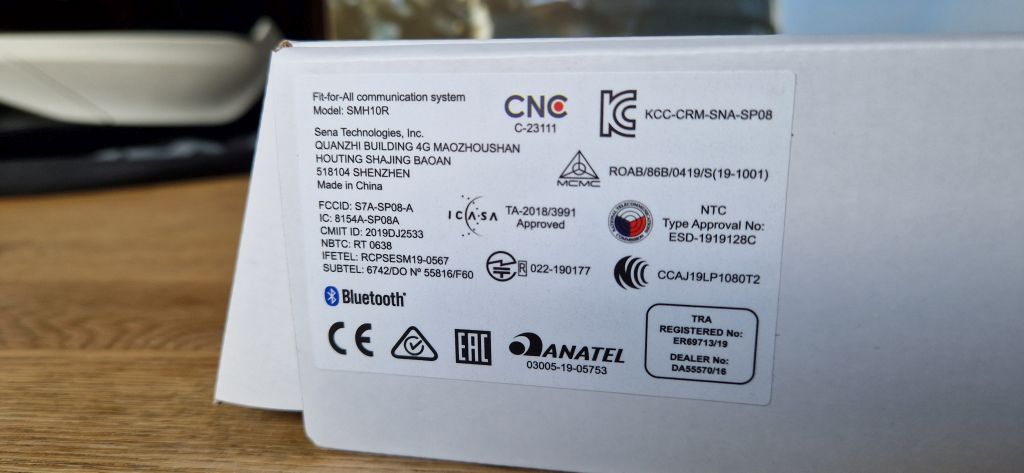 Fit-for-All communication system
Model: SMH10R
Sena Technologies, Inc.
QUANZHI BUILDING 4G MAOZHOUSHAN
HOUTING SHAJING BAOAN
518104 SHENZHEN
Made in China
FCCID: S7A-SP08-A
IC: 8154A-SP08A
CMIIT ID: 2019DJ2533
NBTC: RT 0638
IFETEL: RCPSESM19-0567
SUBTEL: 6742/DO Nº 55816/F60
Bluetooth®
CNC
C-23111
KC
KCC-CRM-SNA-SP08
MCMC
ROAB/86B/0419/S(19-1001)
ICASA
TA-2018/3991
Approved
NTC
Type Approval No:
ESD-1919128C
R 022-190177
CCAJ19LP1080T2
CE
EAC
ANATEL
03005-19-05753
TRA
REGISTERED No:
ER69713/19
DEALER No:
DA55570/16